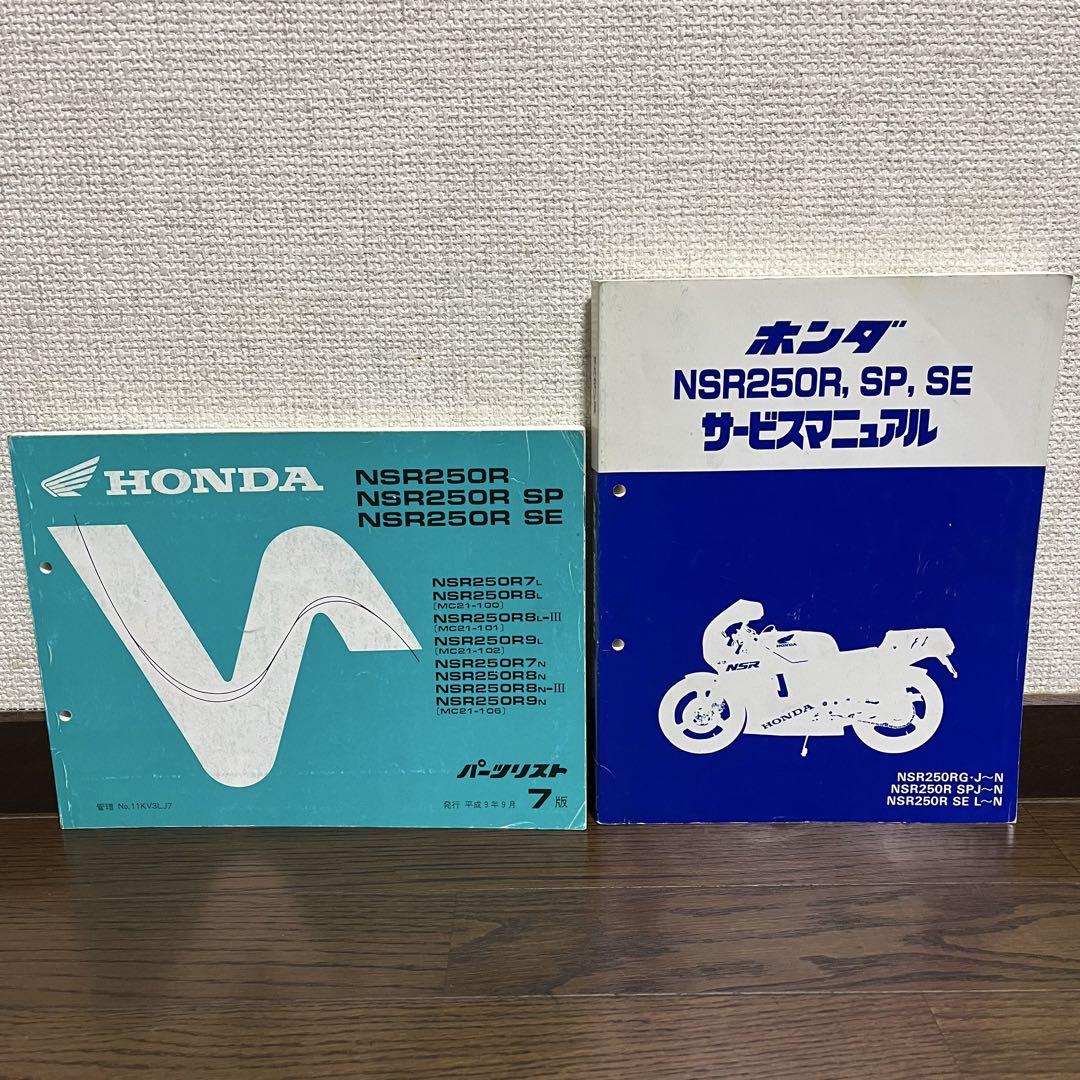 HONDA
NSR250R
NSR250R SP
NSR250R SE
NSR250R7L
NSR250R8L
[MC21-100]
NSR250R8L-III
[MC21-101]
NSR250R9L
[MC21-102]
NSR250R7N
NSR250R8N
NSR250R8N-III
NSR250R9N
[MC21-106]
パーツリスト
管理 No.11KV3LJ7
発行 平成9年9月 7版
ホンダ
NSR250R, SP, SE
サービスマニュアル
HONDA
NSR
HONDA
NSR250RG・J〜N
NSR250R SPJ〜N
NSR250R SE L〜N